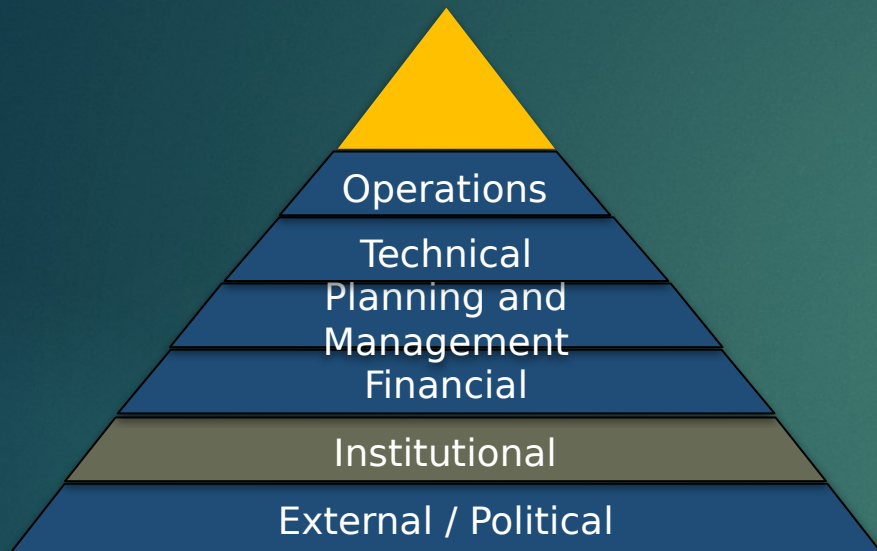 Operations
Technical
Planning and
Management
Financial
Institutional
External / Political